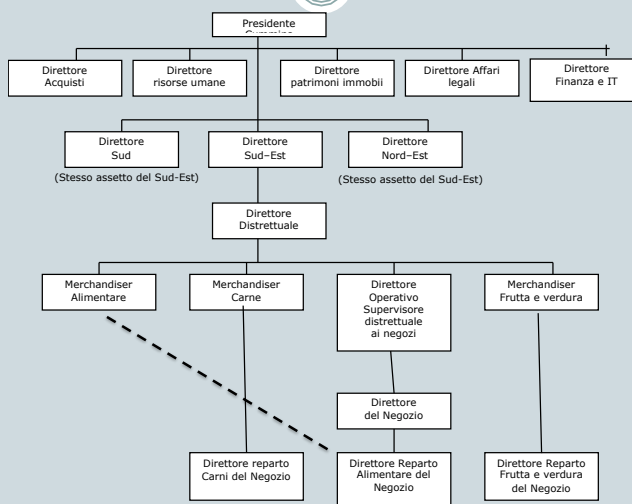 Presidente
Direttore
Acquisti
Direttore
risorse umane
Direttore
patrimoni immobii
Direttore Affari
legali
Direttore
Finanza e IT
Direttore
Sud
Direttore
Sud–Est
Direttore
Nord–Est
(Stesso assetto del Sud-Est)
(Stesso assetto del Sud-Est)
Direttore
Distrettuale
Merchandiser
Alimentare
Merchandiser
Carne
Direttore
Operativo
Supervisore
distrettuale
ai negozi
Merchandiser
Frutta e verdura
Direttore
del Negozio
Direttore reparto
Carni del Negozio
Direttore Reparto
Alimentare del
Negozio
Direttore Reparto
Frutta e verdura
del Negozio